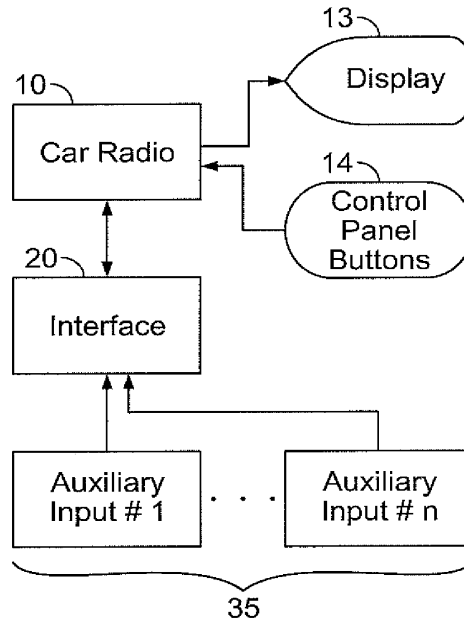 13
Display
10
Car Radio
14
Control
Panel
Buttons
20
Interface
Auxiliary
Input # 1
. . .
Auxiliary
Input # n
35